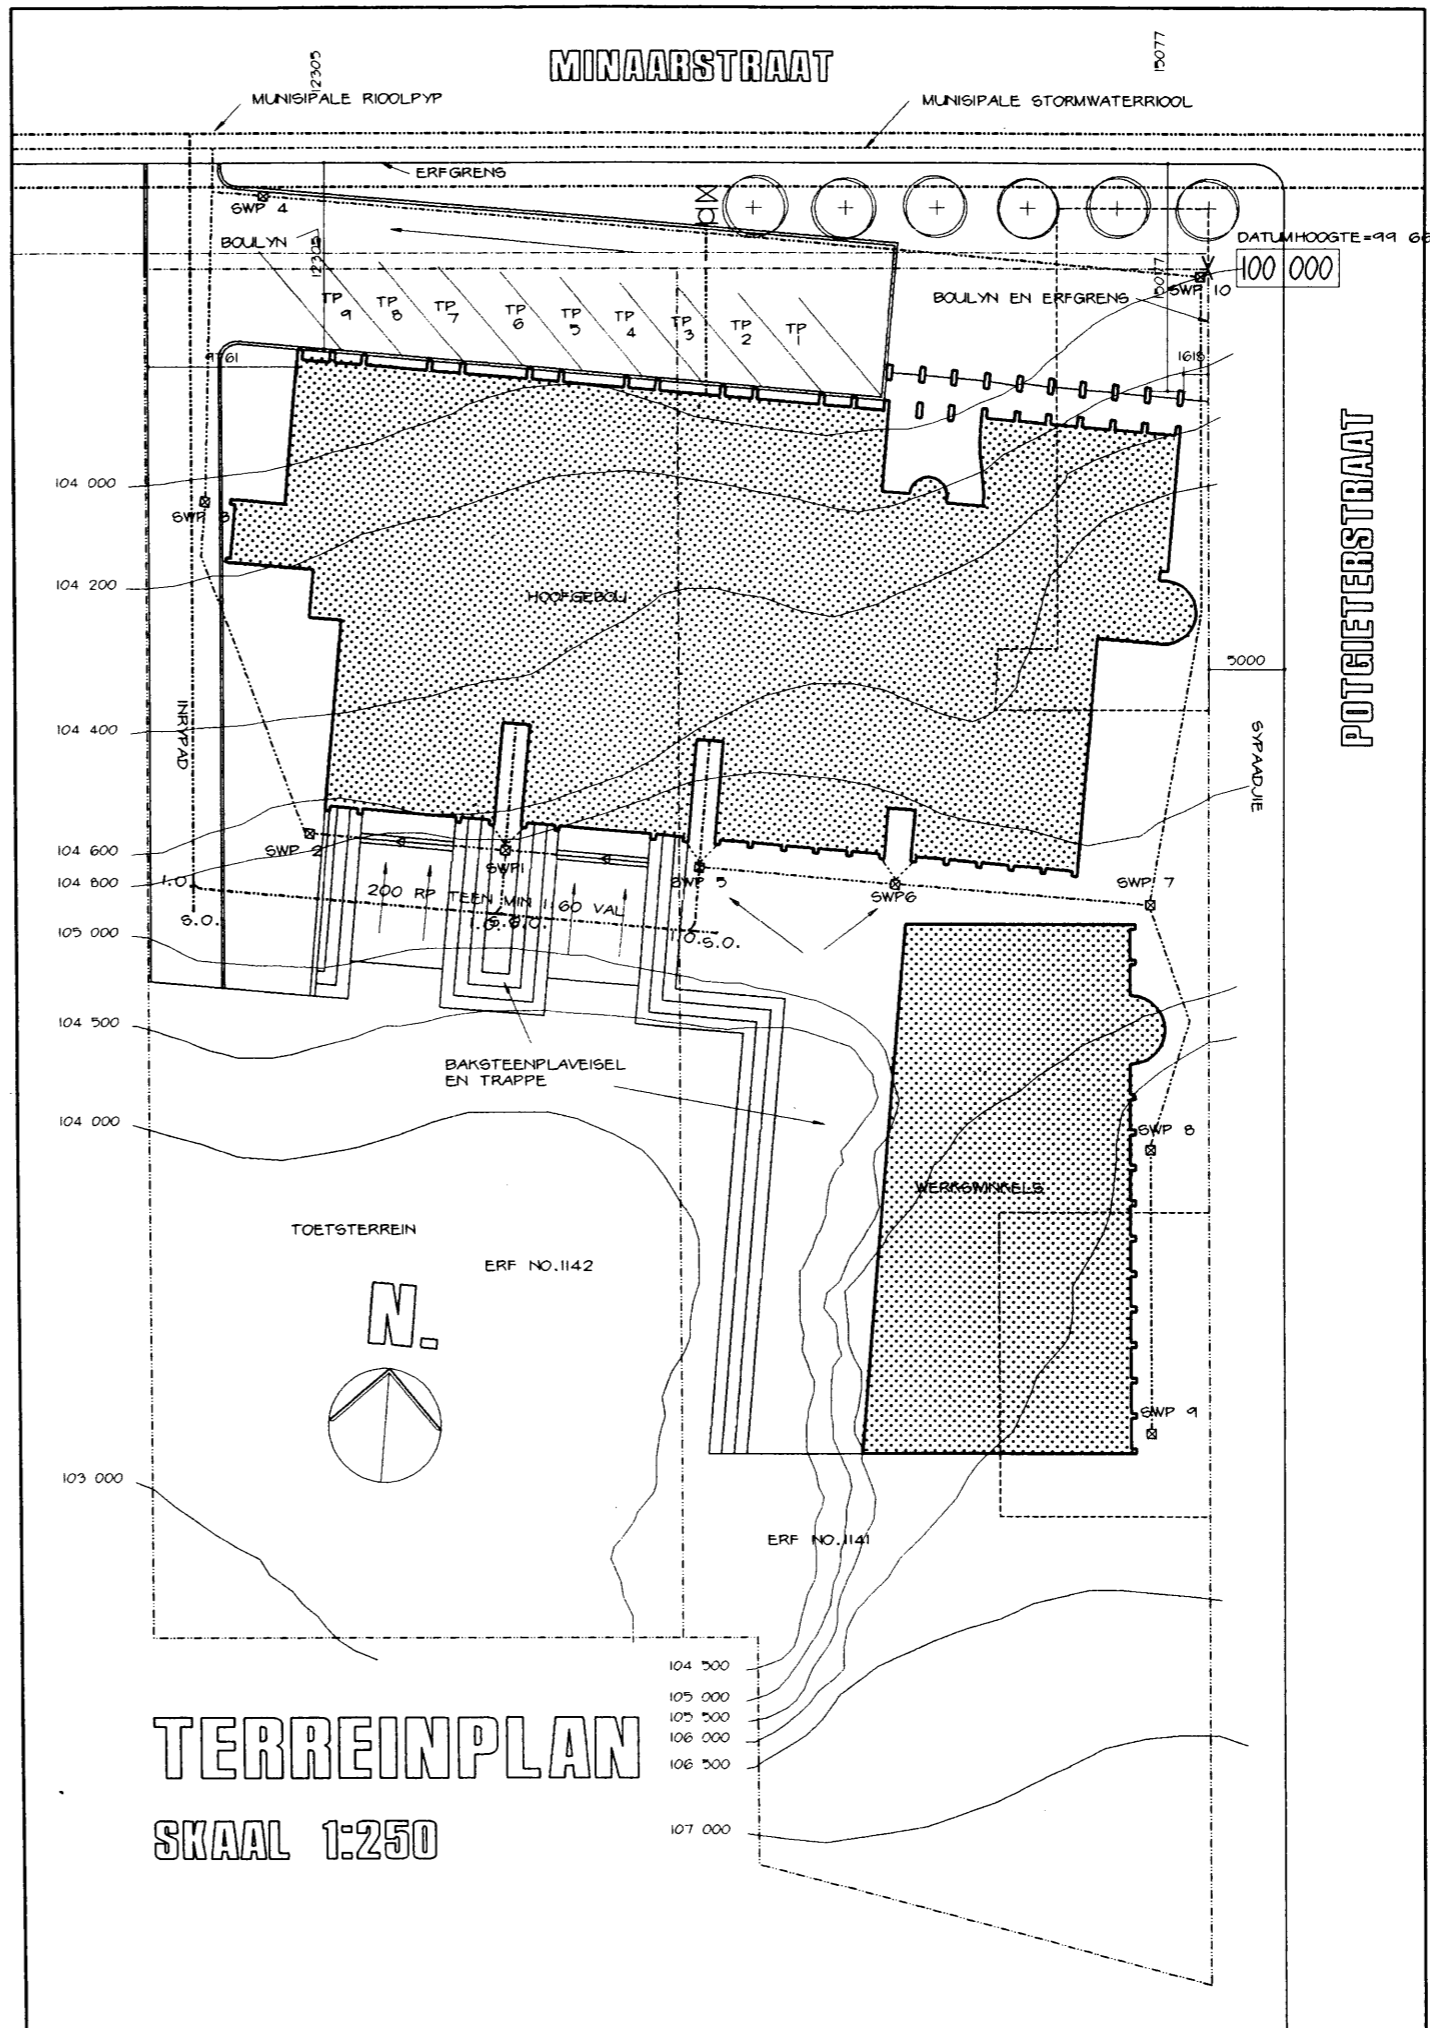 MINAARSTRAAT
12305
15077
MUNISIPALE RIOOLPYP
MUNISIPALE STORMWATERRIOOL
ERFGRENS
SWP 4
BOULYN
12305
DATUMHOOGTE=99 66
100 000
15077
SWP 10
BOULYN EN ERFGRENS
TP 9
TP 8
TP 7
TP 6
TP 5
TP 4
TP 3
TP 2
TP 1
9761
1618
POTGIETERSTRAAT
104 000
SWP 3
104 200
HOOFGEBOU
5000
104 400
INRYPAD
SYPAADJIE
104 600
SWP 2
SWP1
SWP 5
SWP6
SWP 7
104 800
I.O.
200 RP TEEN MIN 1:60 VAL
S.O.
I.O.
S.O.
I.O.
S.O.
105 000
104 500
BAKSTEENPLAVEISEL
EN TRAPPE
104 000
SWP 8
WERKSWINKELS
TOETSTERREIN
ERF NO.1142
N.
SWP 9
103 000
ERF NO.1141
104 500
105 000
105 500
106 000
106 500
TERREINPLAN
107 000
SKAAL 1:250